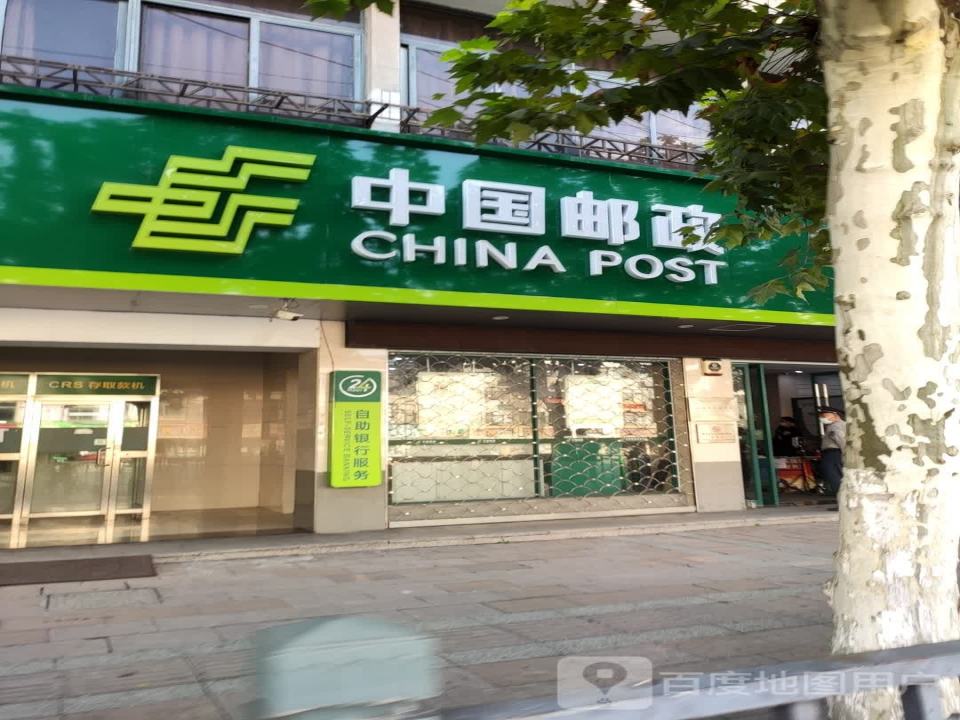 中国邮政
CHINA POST
机
CRS 存取款机
24
自助银行服务
SELF-SERVICE BANKING
百度地图用户